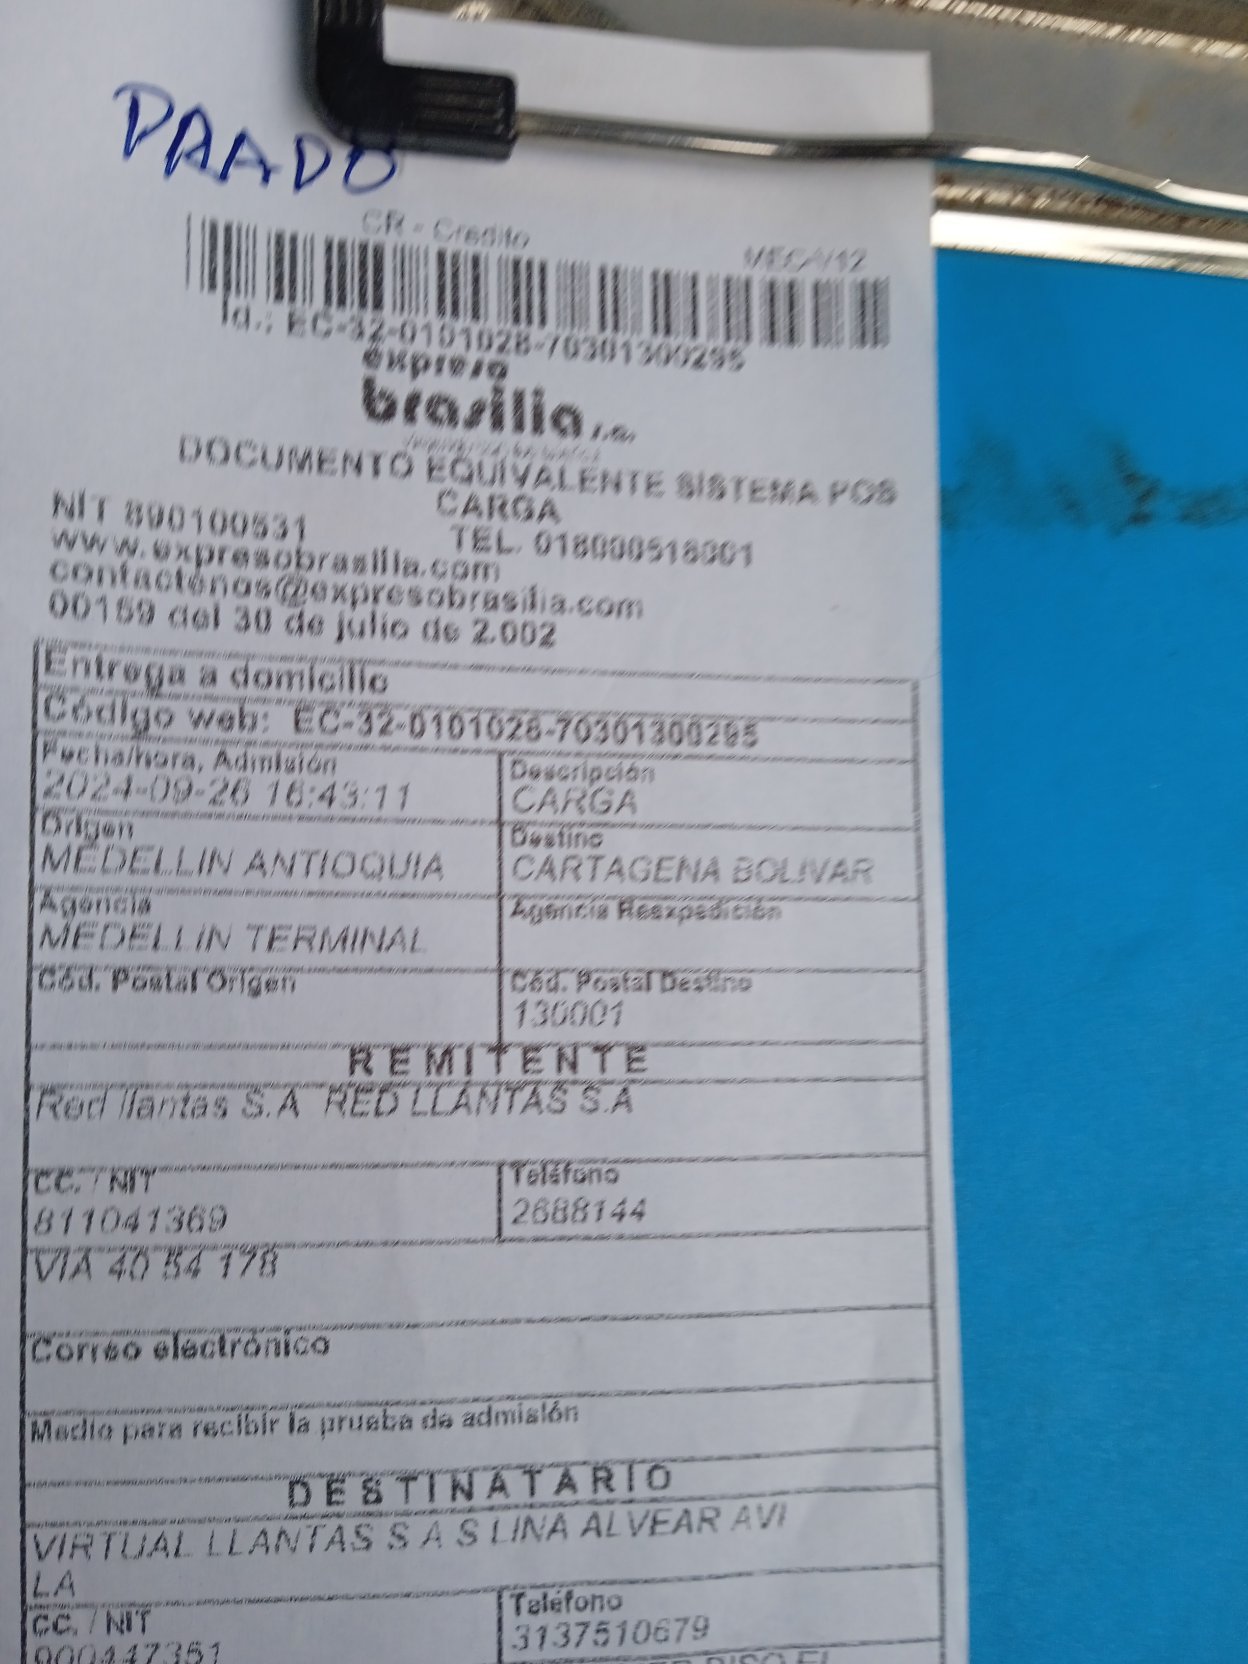 PRADO
CR - Credito
MECAV12
Id.: EC-32-0101028-70301300295
expreso
brasilia s.a.
DOCUMENTO EQUIVALENTE SISTEMA POS
CARGA
NIT 890100531
TEL. 018000518001
www.expresobrasilia.com
contactenos@expresobrasilia.com
00159 del 30 de julio de 2.002
Entrega a domicilio
Código web: EC-32-0101028-70301300295
Fecha/hora, Admisión
2024-09-26 16:43:11
Descripción
CARGA
Origen
MEDELLIN ANTIOQUIA
Destino
CARTAGENA BOLIVAR
Agencia
MEDELLIN TERMINAL
Agencia Reexpedición
Cód. Postal Origen
Cód. Postal Destino
130001
REMITENTE
Red llantas S.A RED LLANTAS S.A
CC. / NIT
811041369
Teléfono
2688144
VIA 40 54 178
Correo electrónico
Medio para recibir la prueba de admisión
DESTINATARIO
VIRTUAL LLANTAS S A S LINA ALVEAR AVI
LA
CC. / NIT
900447351
Teléfono
3137510679